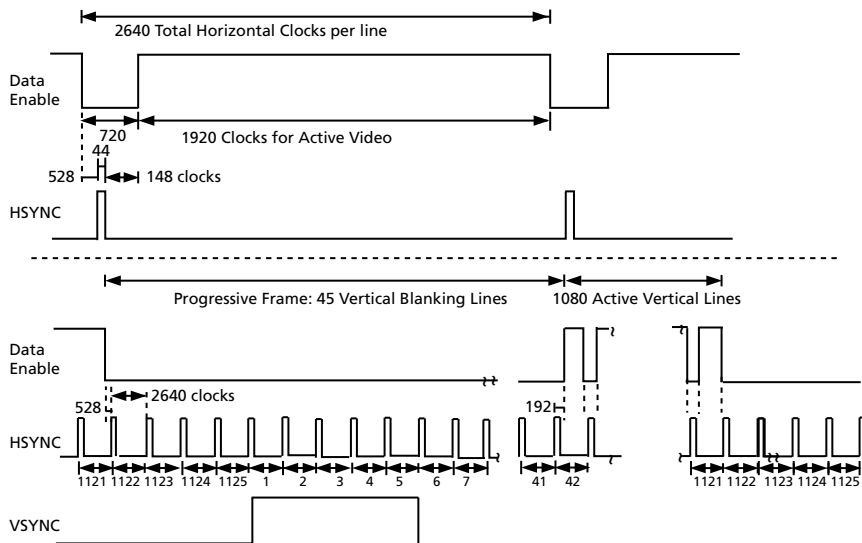 2640 Total Horizontal Clocks per line
Data
Enable
720
1920 Clocks for Active Video
44
528
148 clocks
HSYNC
Progressive Frame: 45 Vertical Blanking Lines
1080 Active Vertical Lines
Data
Enable
2640 clocks
528
192
HSYNC
1121 1122 1123 1124 1125 1 2 3 4 5 6 7 41 42 1121 1122 1123 1124 1125
VSYNC